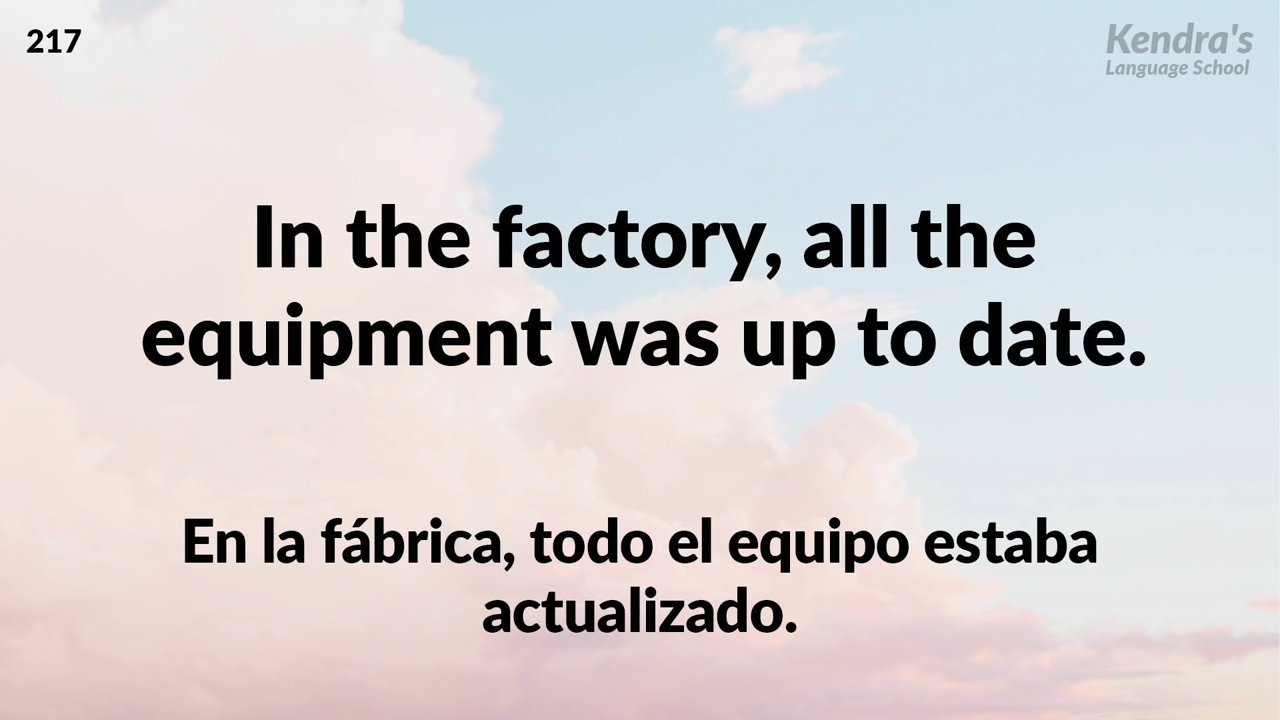 217
Kendra's
Language School
In the factory, all the
equipment was up to date.
En la fábrica, todo el equipo estaba
actualizado.